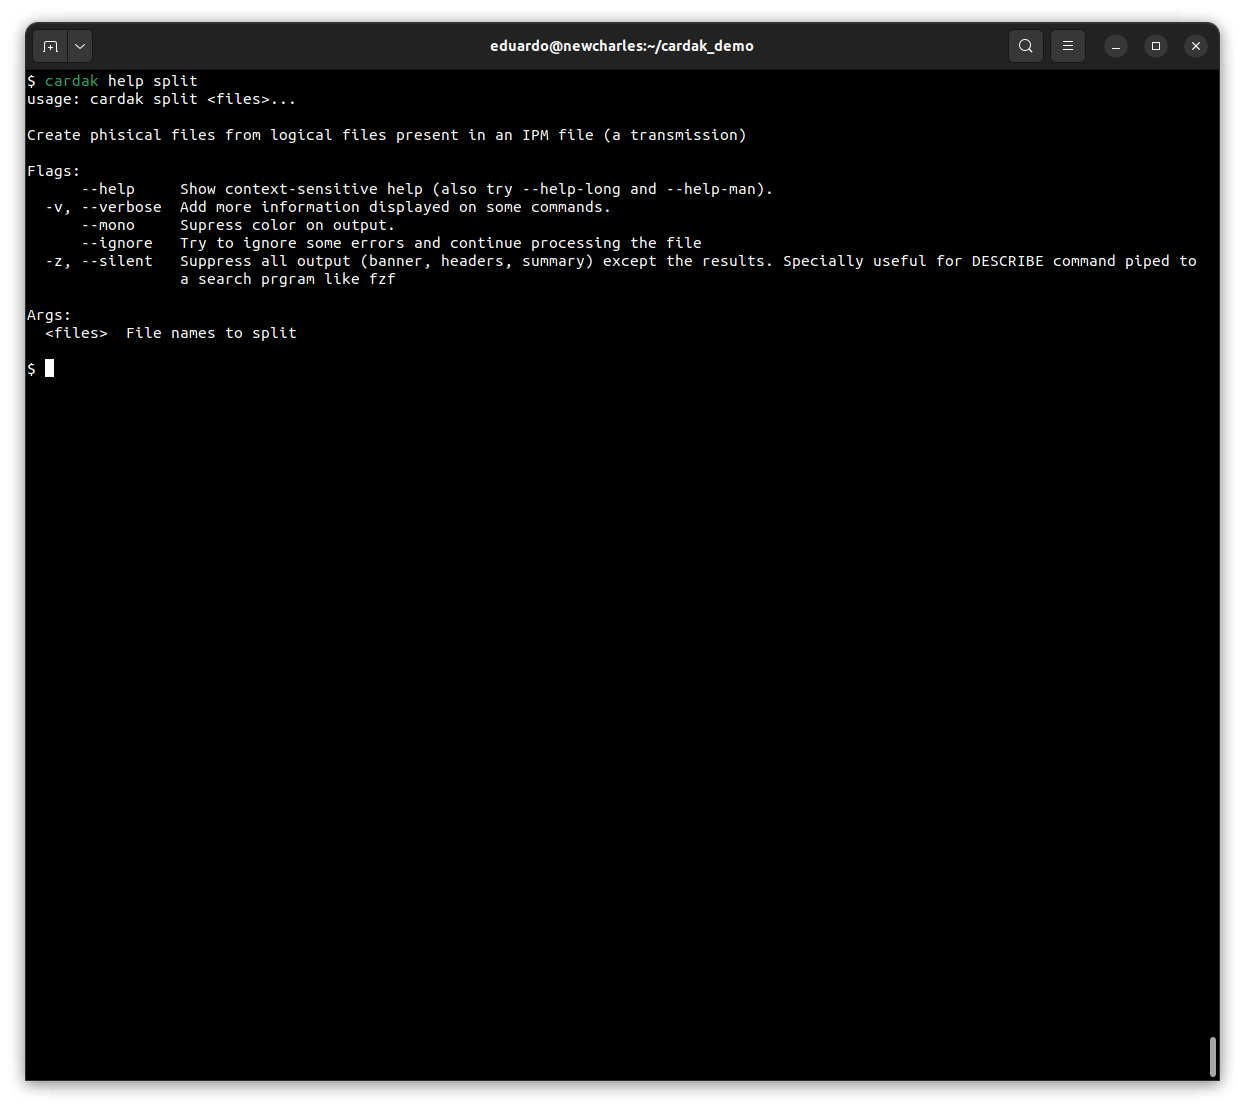 eduardo@newcharles:~/cardak_demo
$ cardak help split
usage: cardak split <files>...
Create phisical files from logical files present in an IPM file (a transmission)
Flags:
--help Show context-sensitive help (also try --help-long and --help-man).
-v, --verbose Add more information displayed on some commands.
--mono Supress color on output.
--ignore Try to ignore some errors and continue processing the file
-z, --silent Suppress all output (banner, headers, summary) except the results. Specially useful for DESCRIBE command piped to
a search prgram like fzf
Args:
<files> File names to split
$